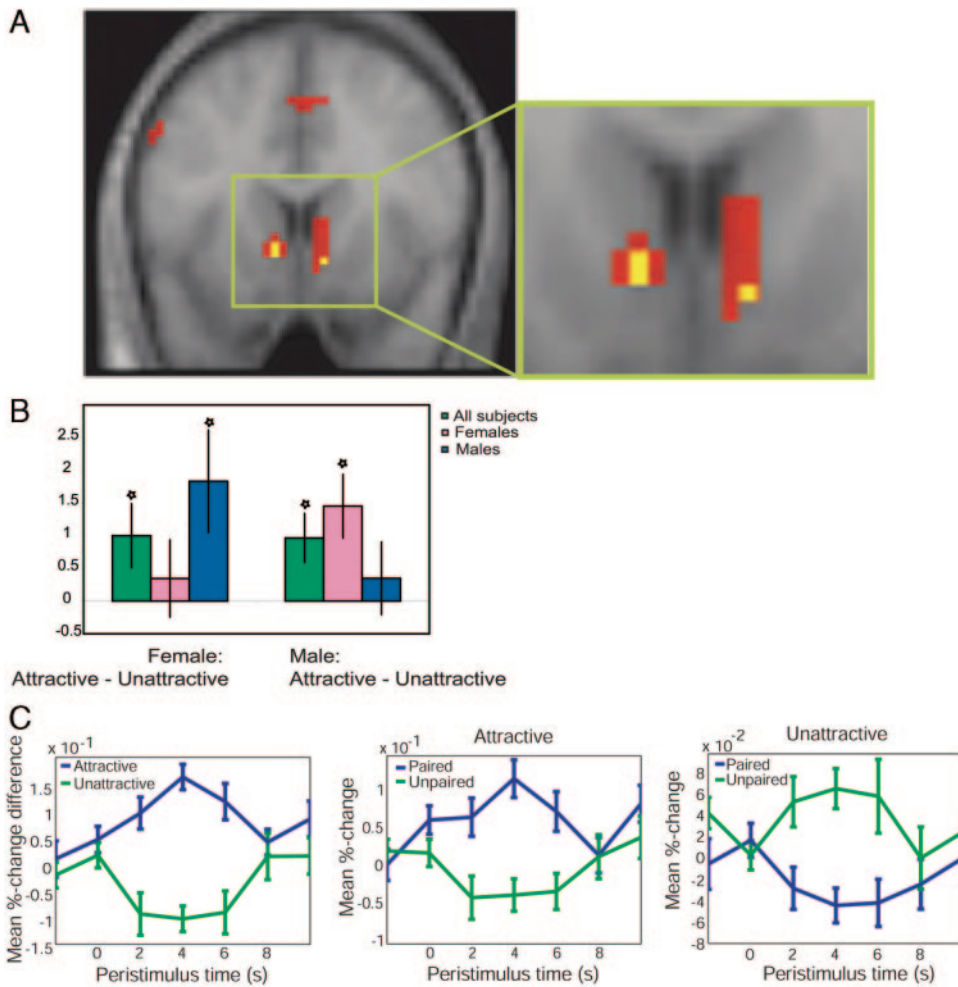 A
B
2.5
2
1.5
1
0.5
0
-0.5
All subjects
Females
Males
Female:
Attractive - Unattractive
Male:
Attractive - Unattractive
C
x 10-1
Mean %-change difference
1.5
1
0.5
0
-0.5
-1
-1.5
Attractive
Unattractive
0 2 4 6 8
Peristimulus time (s)
Attractive
x 10-1
Mean %-change
1
0.5
0
-0.5
-1
Paired
Unpaired
0 2 4 6 8
Peristimulus time (s)
Unattractive
x 10-2
Mean %-change
8
6
4
2
0
-2
-4
-6
-8
Paired
Unpaired
0 2 4 6 8
Peristimulus time (s)